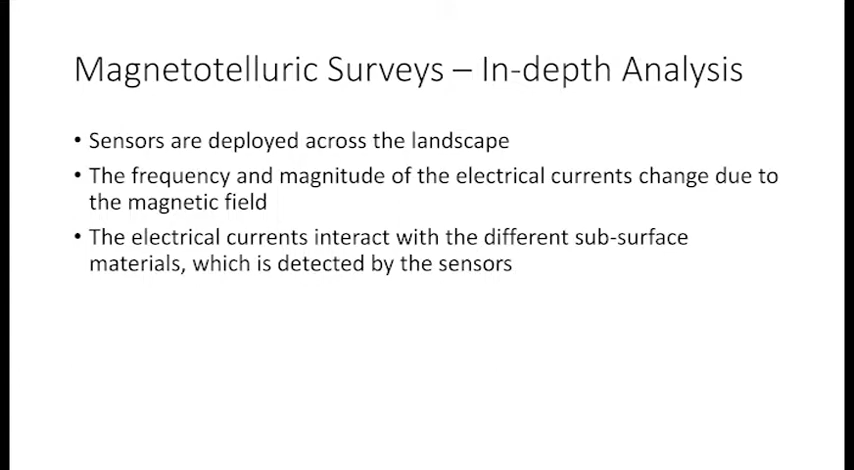 Magnetotelluric Surveys – In-depth Analysis
• Sensors are deployed across the landscape
• The frequency and magnitude of the electrical currents change due to
the magnetic field
• The electrical currents interact with the different sub-surface
materials, which is detected by the sensors